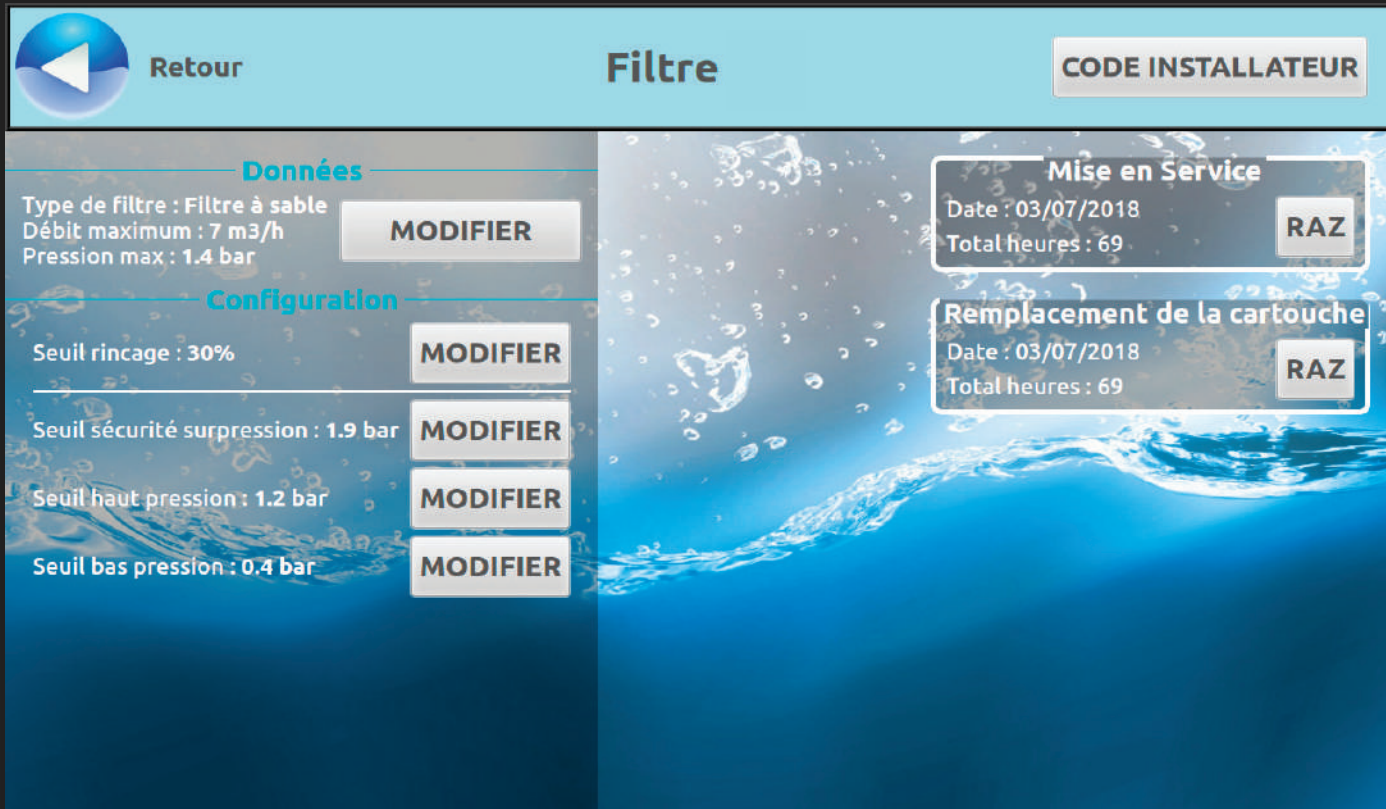 Retour
Filtre
CODE INSTALLATEUR
Données
Type de filtre : Filtre à sable
Débit maximum : 7 m3/h
Pression max : 1.4 bar
MODIFIER
Configuration
Seuil rincage : 30%
MODIFIER
Seuil sécurité surpression : 1.9 bar
MODIFIER
Seuil haut pression : 1.2 bar
MODIFIER
Seuil bas pression : 0.4 bar
MODIFIER
Mise en Service
Date : 03/07/2018
Total heures : 69
RAZ
Remplacement de la cartouche
Date : 03/07/2018
Total heures : 69
RAZ